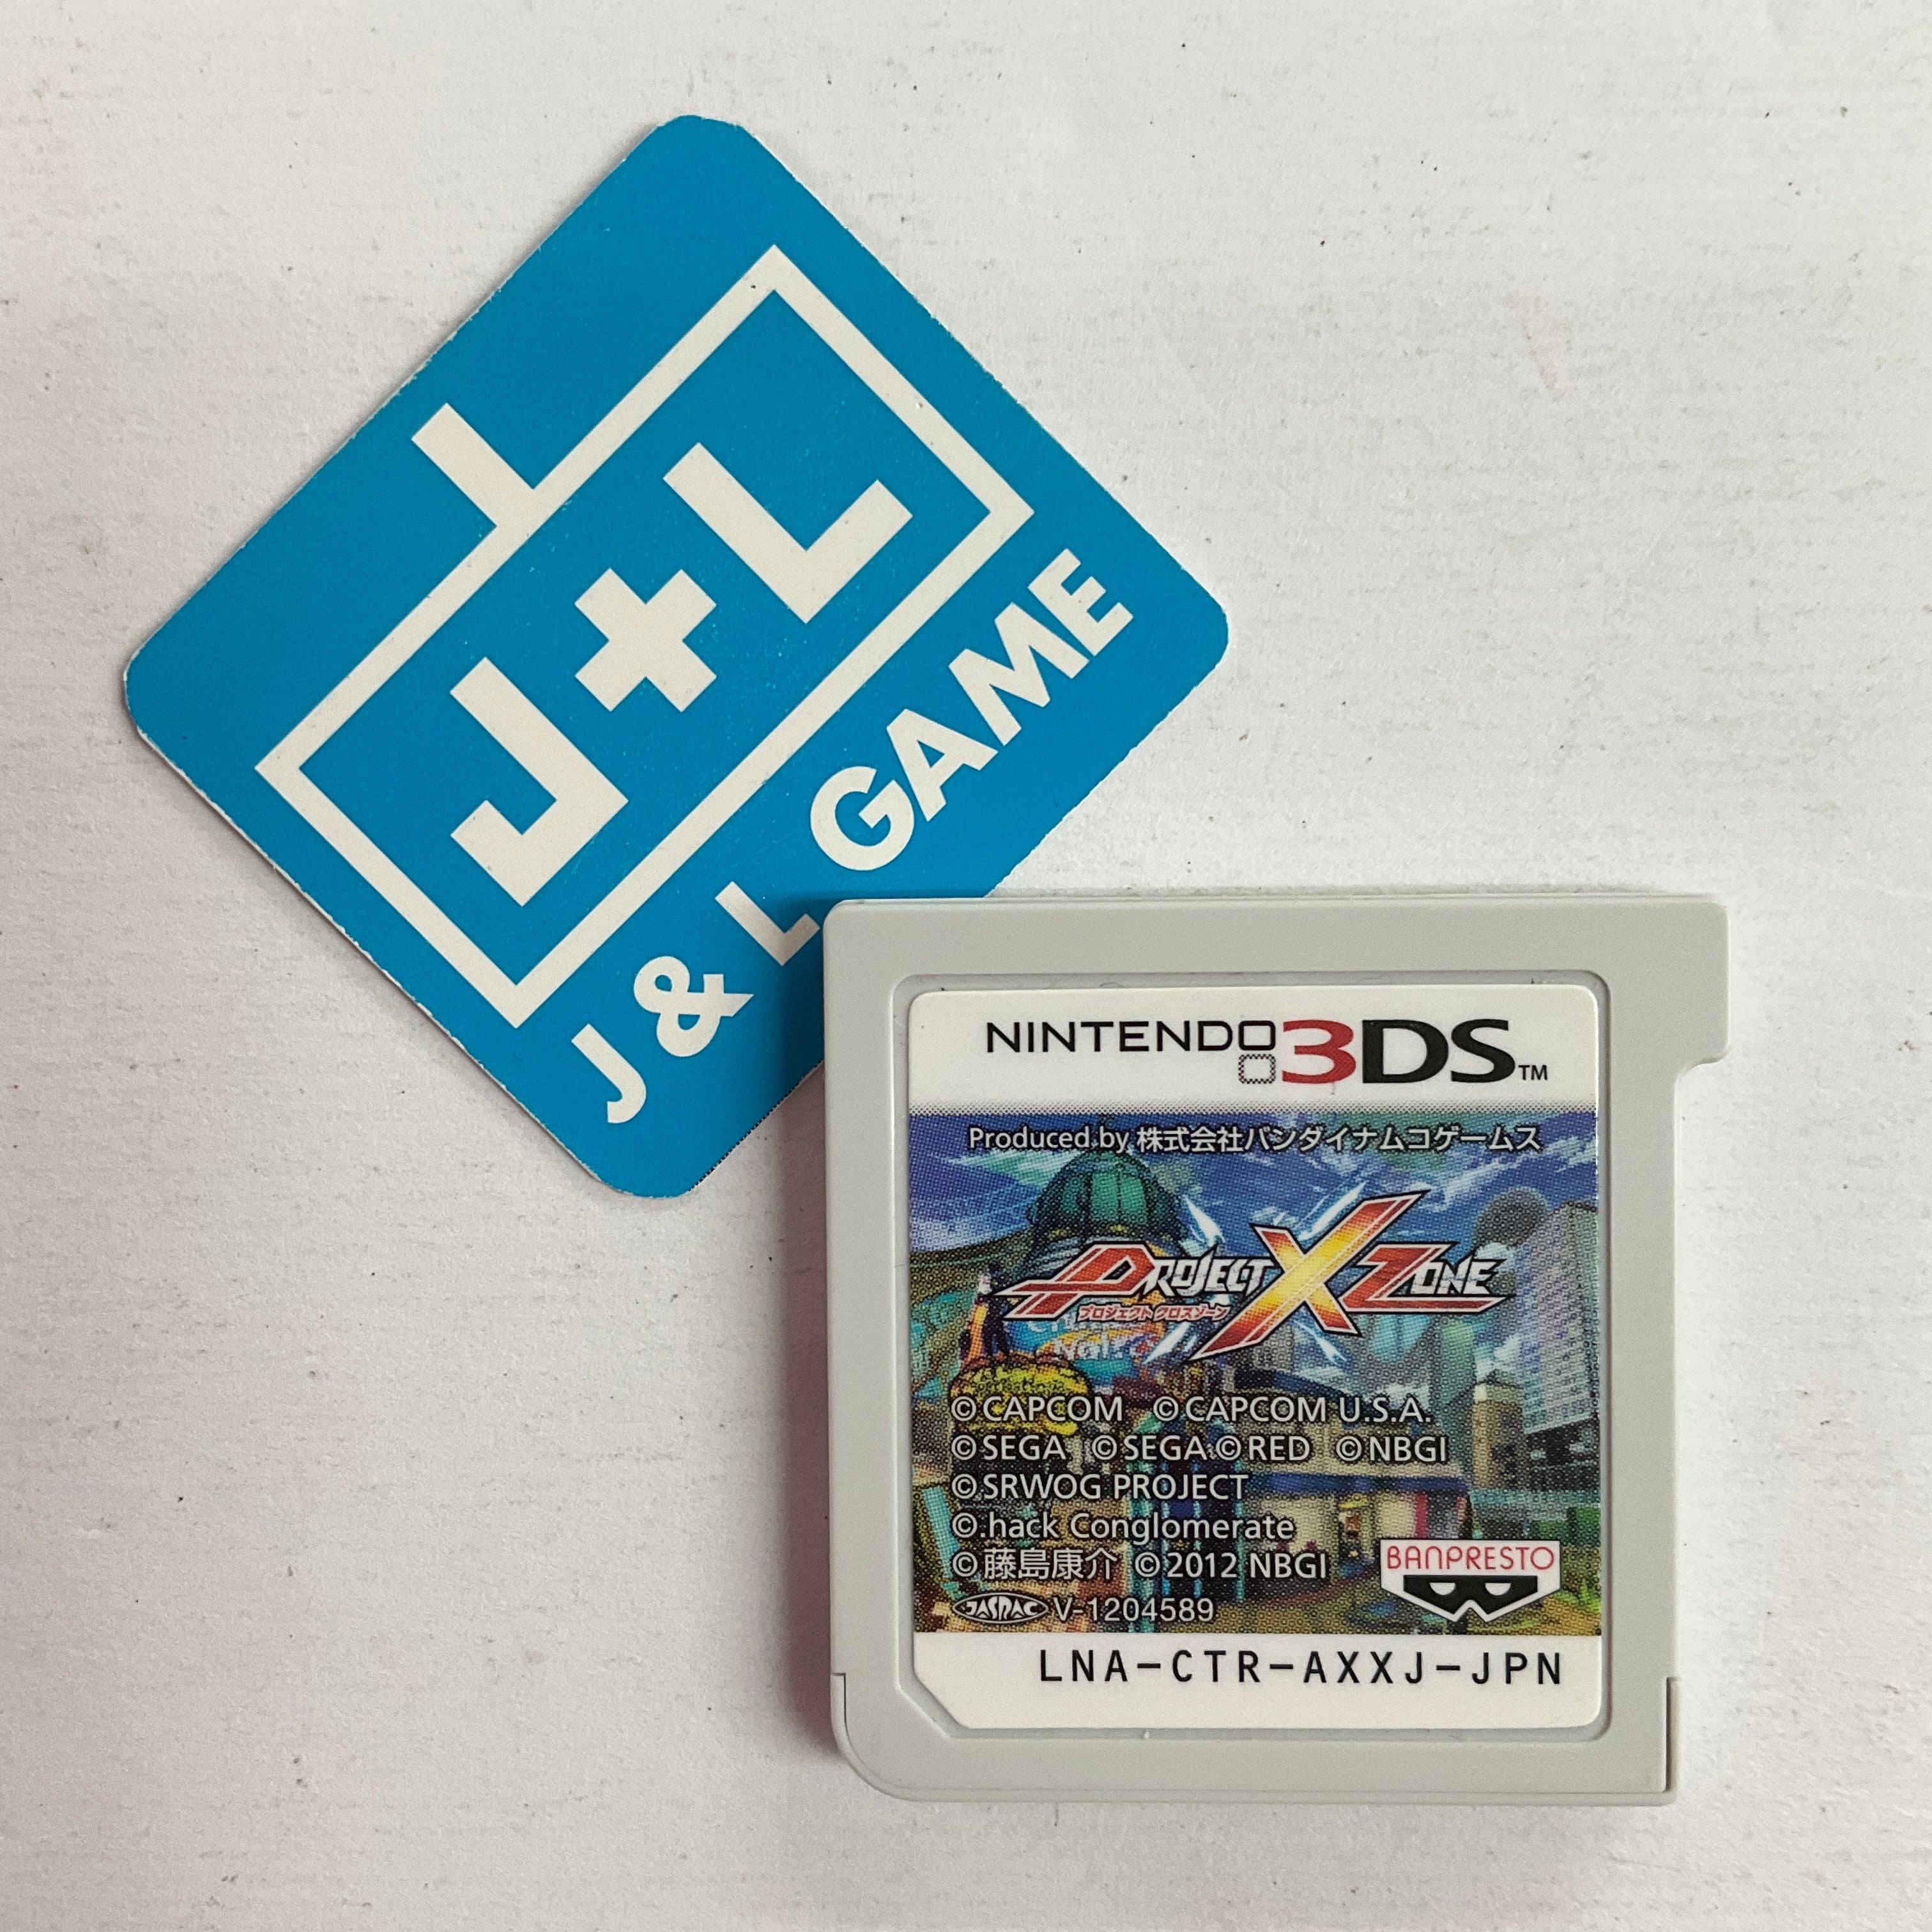 J+L
J & L GAME
NINTENDO 3DS™
Produced by 株式会社バンダイナムコゲームス
PROJECT X ZONE
プロジェクト クロスゾーン
©CAPCOM ©CAPCOM U.S.A.
©SEGA ©SEGA©RED ©NBGI
©SRWOG PROJECT
©.hack Conglomerate
©藤島康介 ©2012 NBGI
BANPRESTO
JASRAC V-1204589
LNA-CTR-AXXJ-JPN